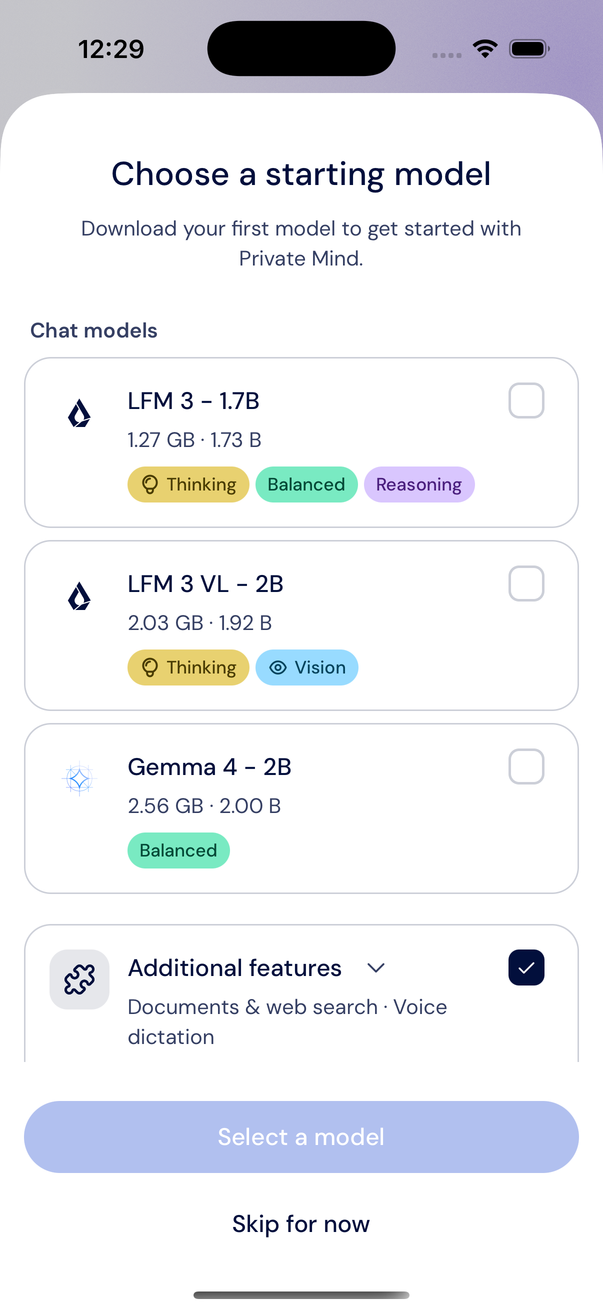 12:29
Choose a starting model
Download your first model to get started with
Private Mind.
Chat models
LFM 3 - 1.7B
1.27 GB · 1.73 B
Thinking
Balanced
Reasoning
LFM 3 VL - 2B
2.03 GB · 1.92 B
Thinking
Vision
Gemma 4 - 2B
2.56 GB · 2.00 B
Balanced
Additional features
Documents & web search · Voice
dictation
Select a model
Skip for now